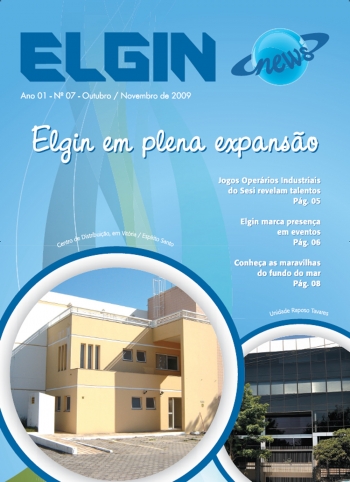 ELGIN
news
Ano 01 - Nº 07 - Outubro / Novembro de 2009
Elgin em plena expansão
Jogos Operários Industriais
do Sesi revelam talentos
Pág. 05
Elgin marca presença
em eventos
Pág. 06
Conheça as maravilhas
do fundo do mar
Pág. 08
Centro de Distribuição, em Vitória / Espírito Santo
Unidade Raposo Tavares